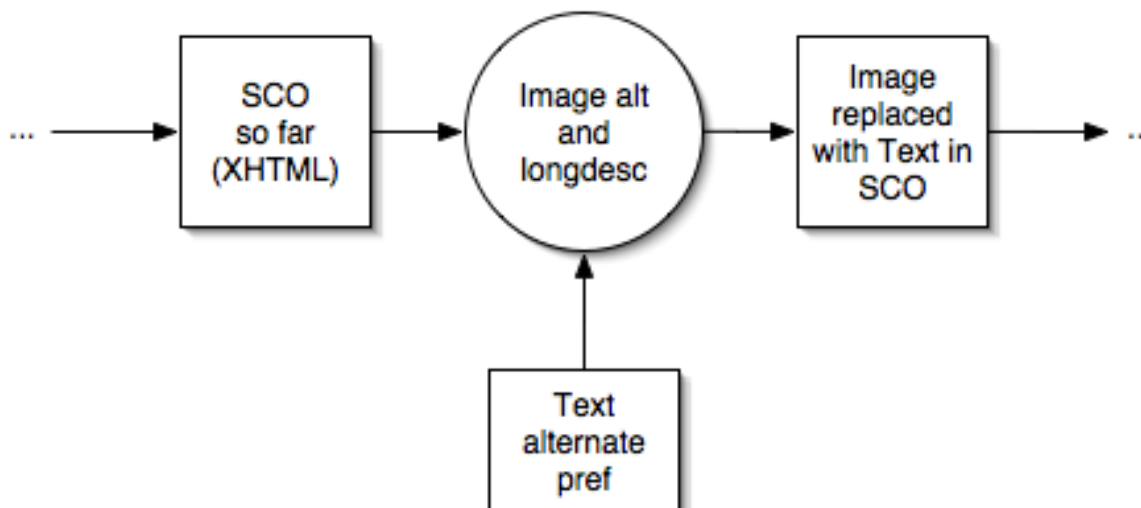 ...
SCO
so far
(XHTML)
Image alt
and
longdesc
Image
replaced
with Text in
SCO
...
Text
alternate
pref